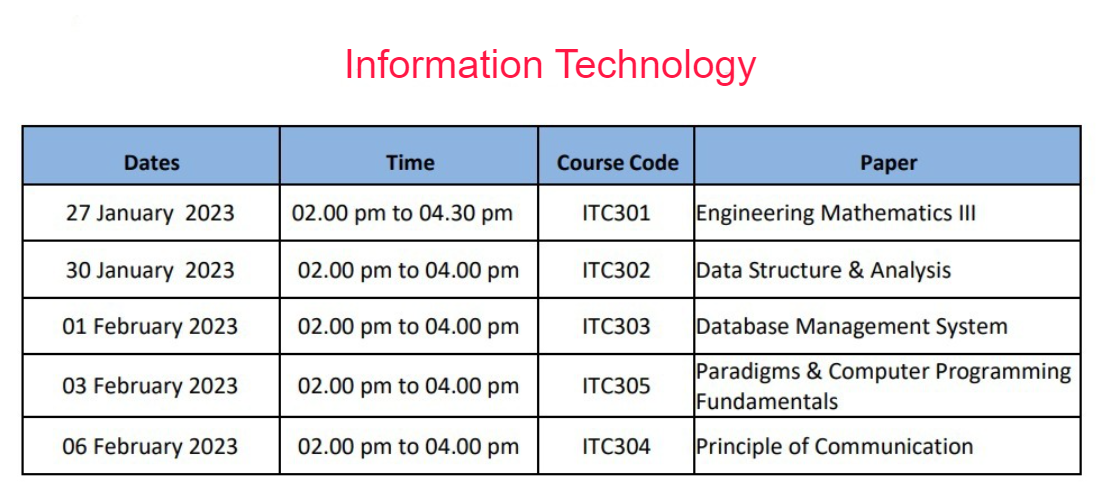 Information Technology
Dates Time Course Code Paper
27 January 2023 02.00 pm to 04.30 pm ITC301 Engineering Mathematics III
30 January 2023 02.00 pm to 04.00 pm ITC302 Data Structure & Analysis
01 February 2023 02.00 pm to 04.00 pm ITC303 Database Management System
03 February 2023 02.00 pm to 04.00 pm ITC305 Paradigms & Computer Programming
Fundamentals
06 February 2023 02.00 pm to 04.00 pm ITC304 Principle of Communication